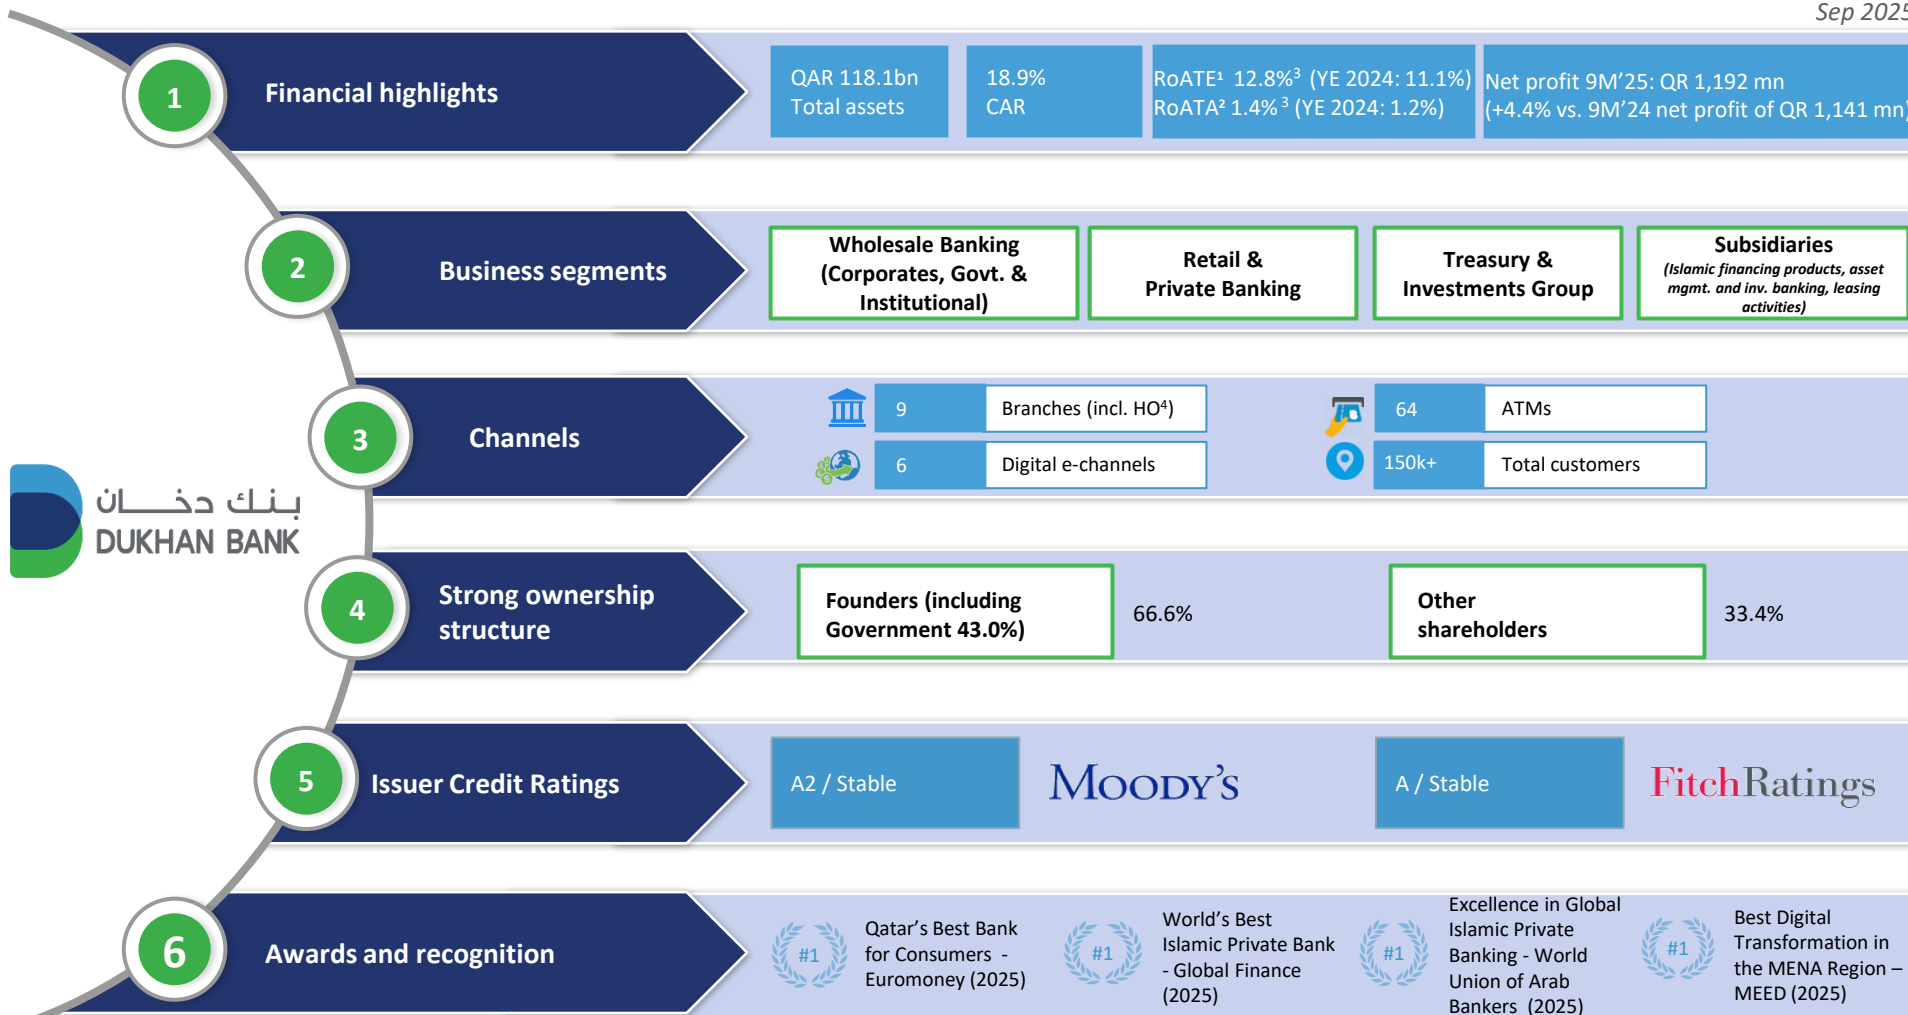 Sep 2025
1
Financial highlights
QAR 118.1bn
Total assets
18.9%
CAR
RoATE¹ 12.8%³ (YE 2024: 11.1%)
RoATA² 1.4%³ (YE 2024: 1.2%)
Net profit 9M’25: QR 1,192 mn
(+4.4% vs. 9M’24 net profit of QR 1,141 mn)
2
Business segments
Wholesale Banking
(Corporates, Govt. &
Institutional)
Retail &
Private Banking
Treasury &
Investments Group
Subsidiaries
(Islamic financing products, asset
mgmt. and inv. banking, leasing
activities)
3
Channels
9
Branches (incl. HO⁴)
64
ATMs
6
Digital e-channels
150k+
Total customers
بنك دخان
DUKHAN BANK
4
Strong ownership
structure
Founders (including
Government 43.0%)
66.6%
Other
shareholders
33.4%
5
Issuer Credit Ratings
A2 / Stable
MOODY’S
A / Stable
FitchRatings
6
Awards and recognition
#1
Qatar’s Best Bank
for Consumers -
Euromoney (2025)
#1
World’s Best
Islamic Private Bank
- Global Finance
(2025)
#1
Excellence in Global
Islamic Private
Banking - World
Union of Arab
Bankers (2025)
#1
Best Digital
Transformation in
the MENA Region –
MEED (2025)